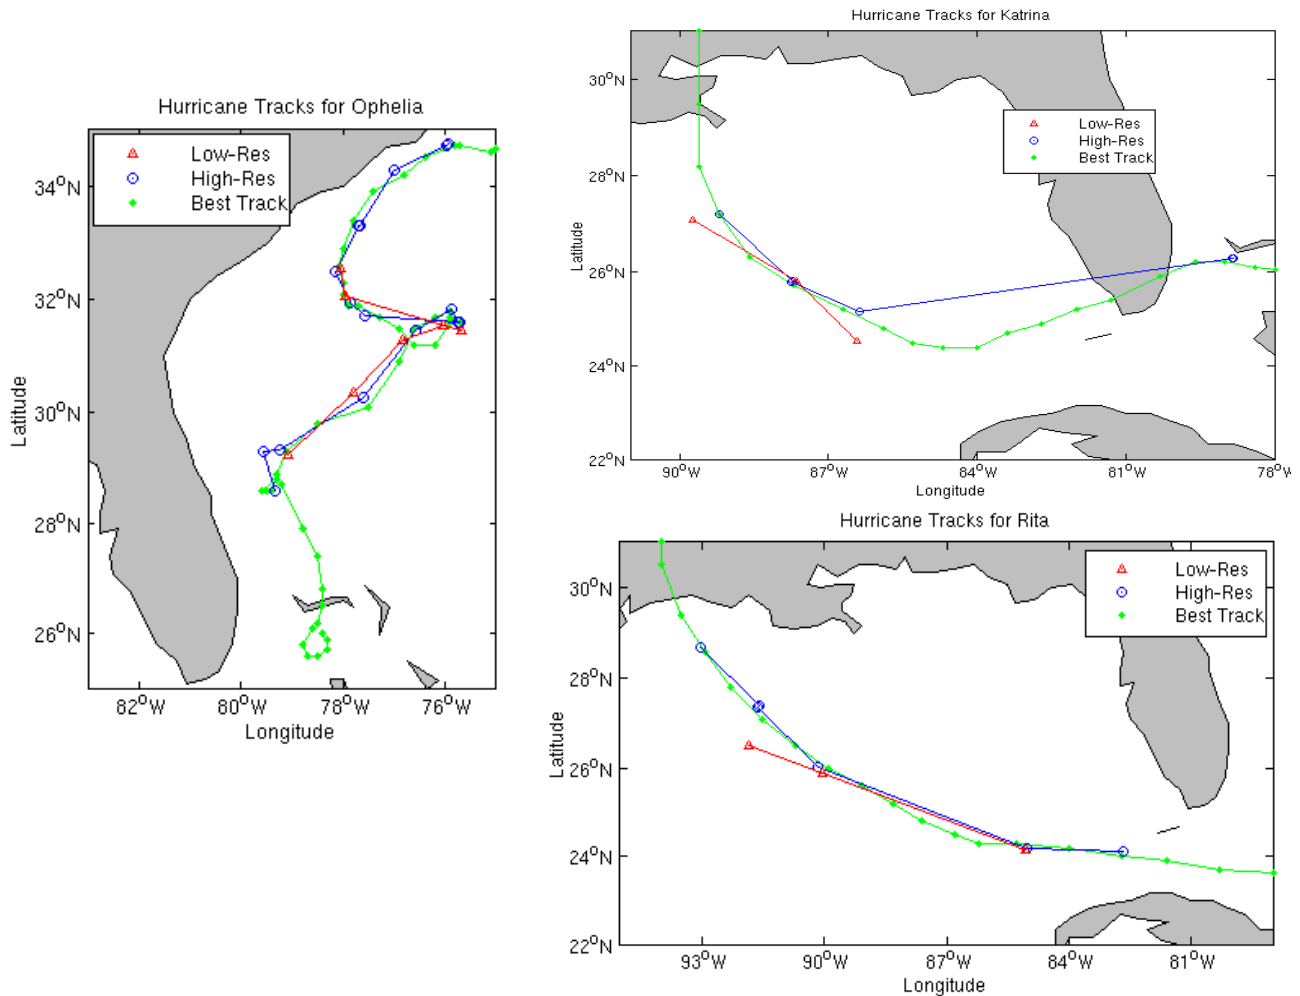 Hurricane Tracks for Ophelia
Low-Res
High-Res
Best Track
34°N
32°N
30°N
28°N
26°N
Latitude
82°W 80°W 78°W 76°W
Longitude
Hurricane Tracks for Katrina
Low-Res
High-Res
Best Track
30°N
28°N
26°N
24°N
22°N
Latitude
90°W 87°W 84°W 81°W 78°W
Longitude
Hurricane Tracks for Rita
Low-Res
High-Res
Best Track
30°N
28°N
26°N
24°N
22°N
Latitude
93°W 90°W 87°W 84°W 81°W
Longitude